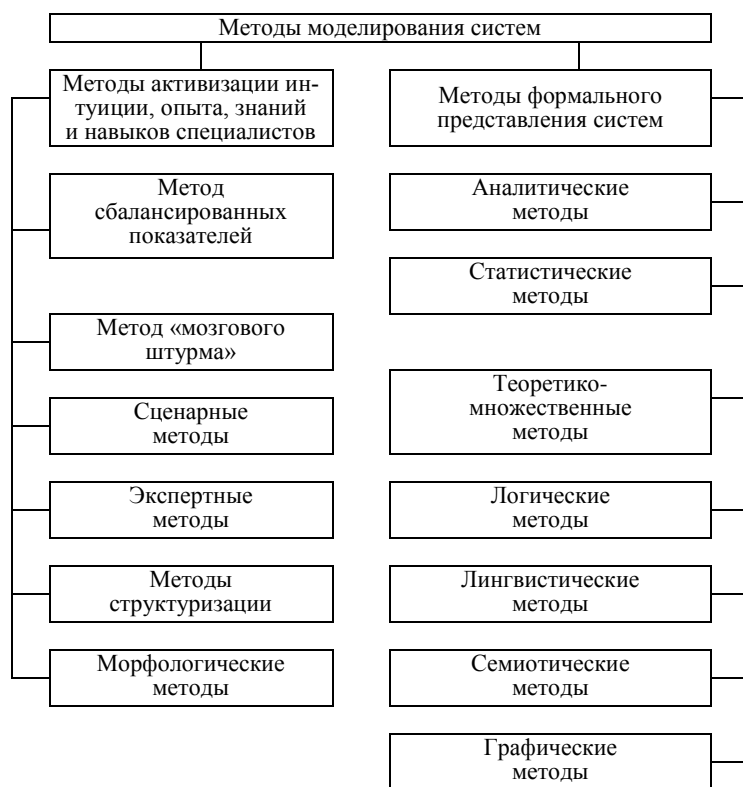 Методы моделирования систем
Методы активизации ин-
туиции, опыта, знаний
и навыков специалистов
Методы формального
представления систем
Метод
сбалансированных
показателей
Аналитические
методы
Статистические
методы
Метод «мозгового
штурма»
Теоретико-
множественные
методы
Сценарные
методы
Экспертные
методы
Логические
методы
Методы
структуризации
Лингвистические
методы
Морфологические
методы
Семиотические
методы
Графические
методы